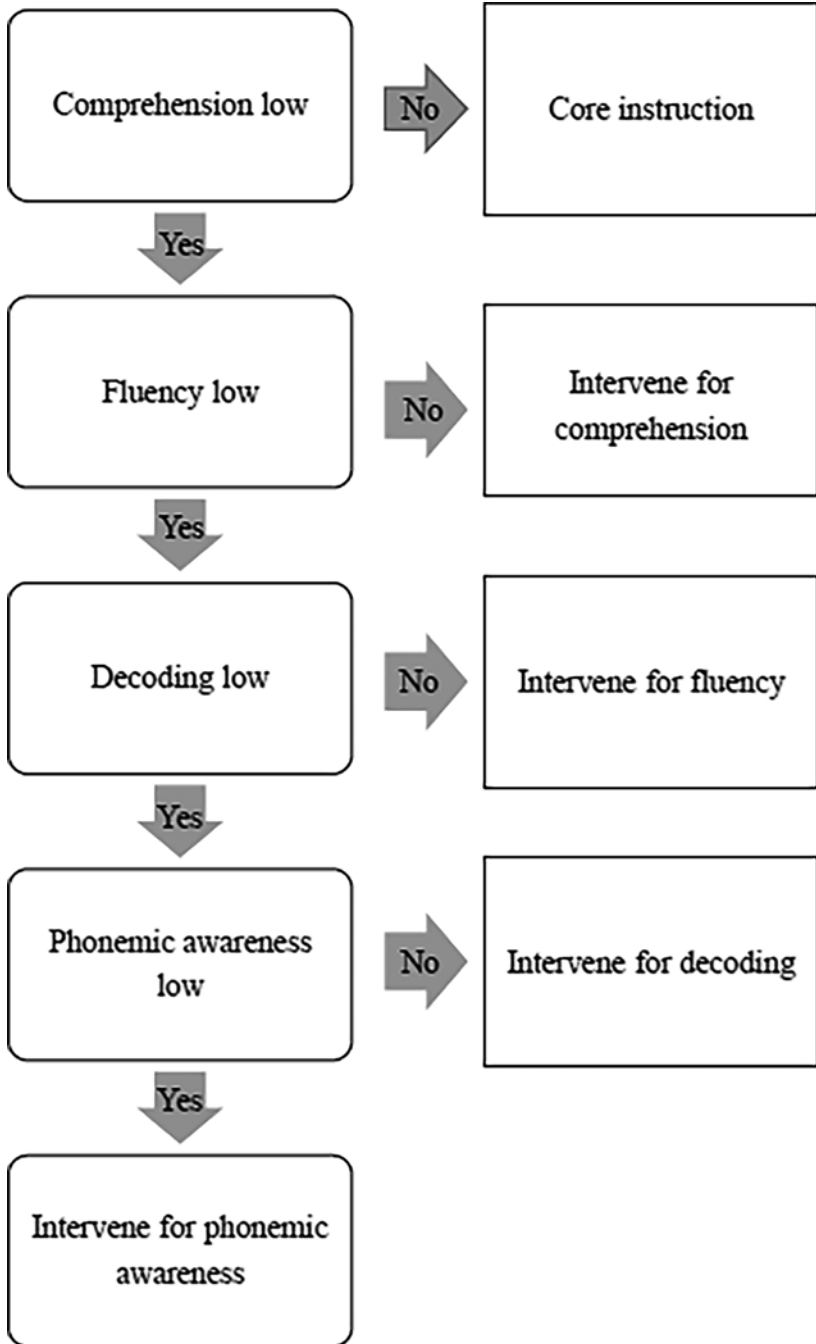 Comprehension low
No
Core instruction
Yes
Fluency low
No
Intervene for
comprehension
Yes
Decoding low
No
Intervene for fluency
Yes
Phonemic awareness
low
No
Intervene for decoding
Yes
Intervene for phonemic
awareness